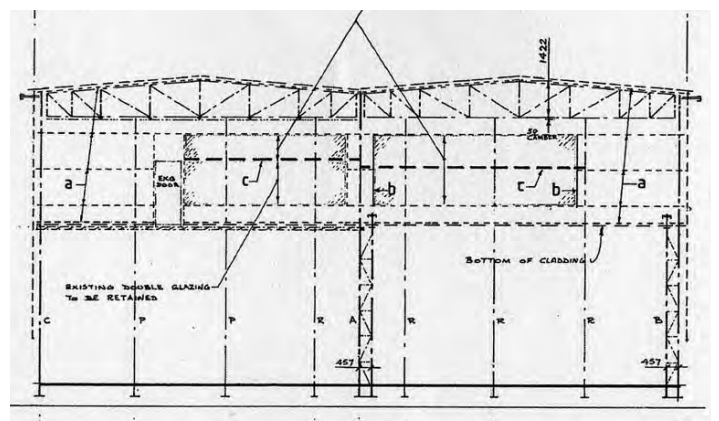 1422
50
CAMBER
a
EXG
DOOR
c
b
c
b
a
BOTTOM OF CLADDING
EXISTING DOUBLE GLAZING
TO BE RETAINED
C
P
P
R
A
R
R
R
B
457
457